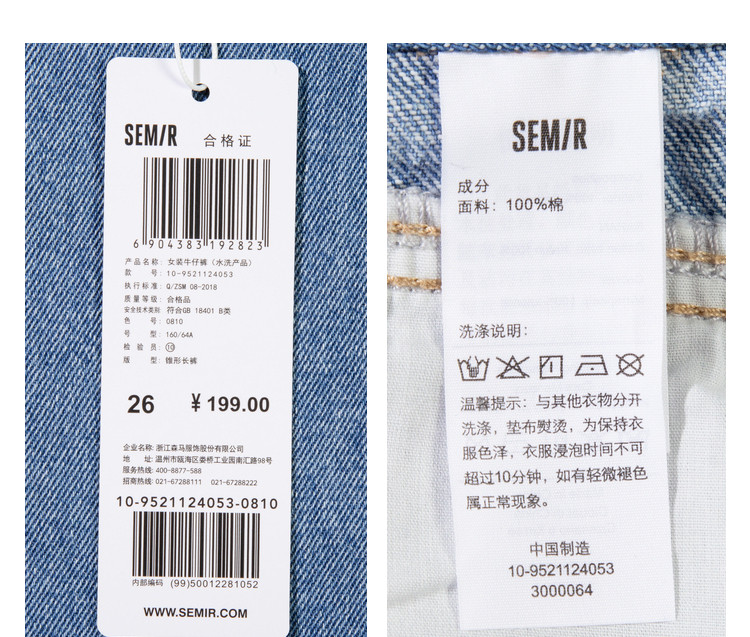 SEM/R 合格证
6 904383 192823
产品名称: 女装牛仔裤 (水洗产品)
款 号: 10-9521124053
执行标准: Q/ZSM 08-2018
质量等级: 合格品
安全技术类别: 符合GB 18401 B类
色 号: 0810
号 型: 160/64A
检 验 员: ⑩
版 型: 锥形长裤
26 ¥ 199.00
企业名称: 浙江森马服饰股份有限公司
地 址: 温州市瓯海区娄桥工业园南汇路98号
服务热线: 400-8877-588
招商热线: 021-67288111 021-67288222
10-9521124053-0810
内部编码 (99)50012281052
WWW.SEMIR.COM
SEM/R
成分
面料: 100%棉
洗涤说明:
温馨提示: 与其他衣物分开
洗涤, 垫布熨烫, 为保持衣
服色泽, 衣服浸泡时间不可
超过10分钟, 如有轻微褪色
属正常现象。
中国制造
10-9521124053
3000064